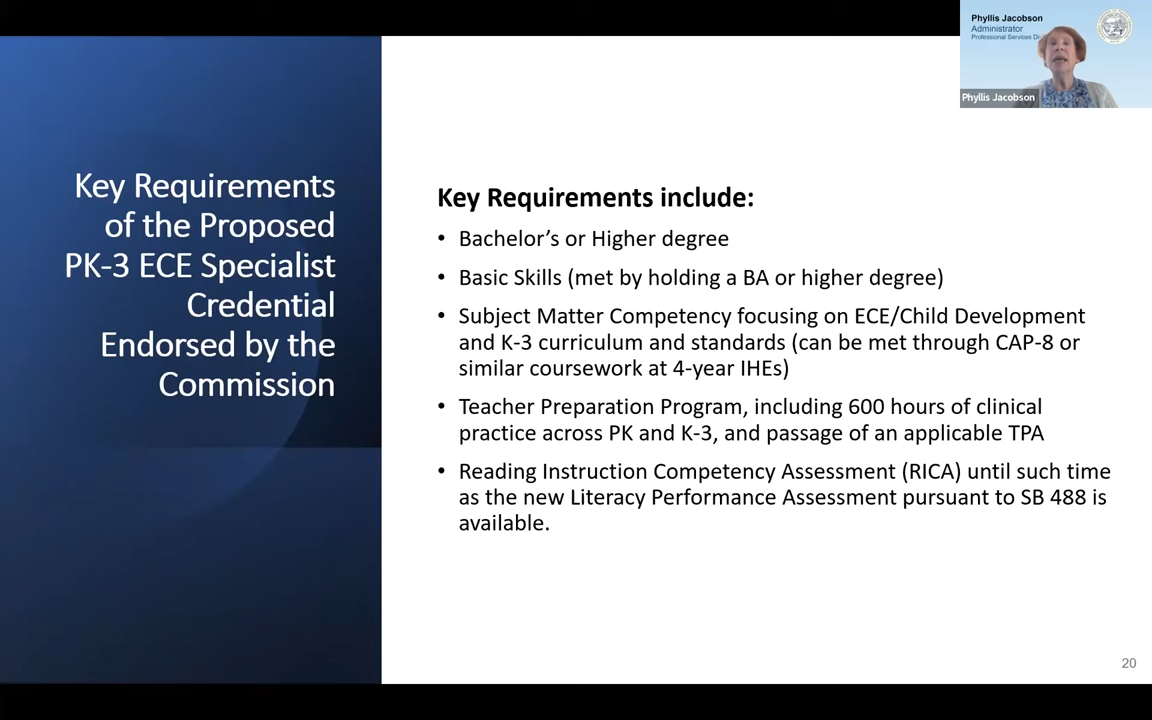 Phyllis Jacobson
Administrator
Professional Services
Phyllis Jacobson
Key Requirements
of the Proposed
PK-3 ECE Specialist
Credential
Endorsed by the
Commission
Key Requirements include:
• Bachelor’s or Higher degree
• Basic Skills (met by holding a BA or higher degree)
• Subject Matter Competency focusing on ECE/Child Development
and K-3 curriculum and standards (can be met through CAP-8 or
similar coursework at 4-year IHEs)
• Teacher Preparation Program, including 600 hours of clinical
practice across PK and K-3, and passage of an applicable TPA
• Reading Instruction Competency Assessment (RICA) until such time
as the new Literacy Performance Assessment pursuant to SB 488 is
available.
20